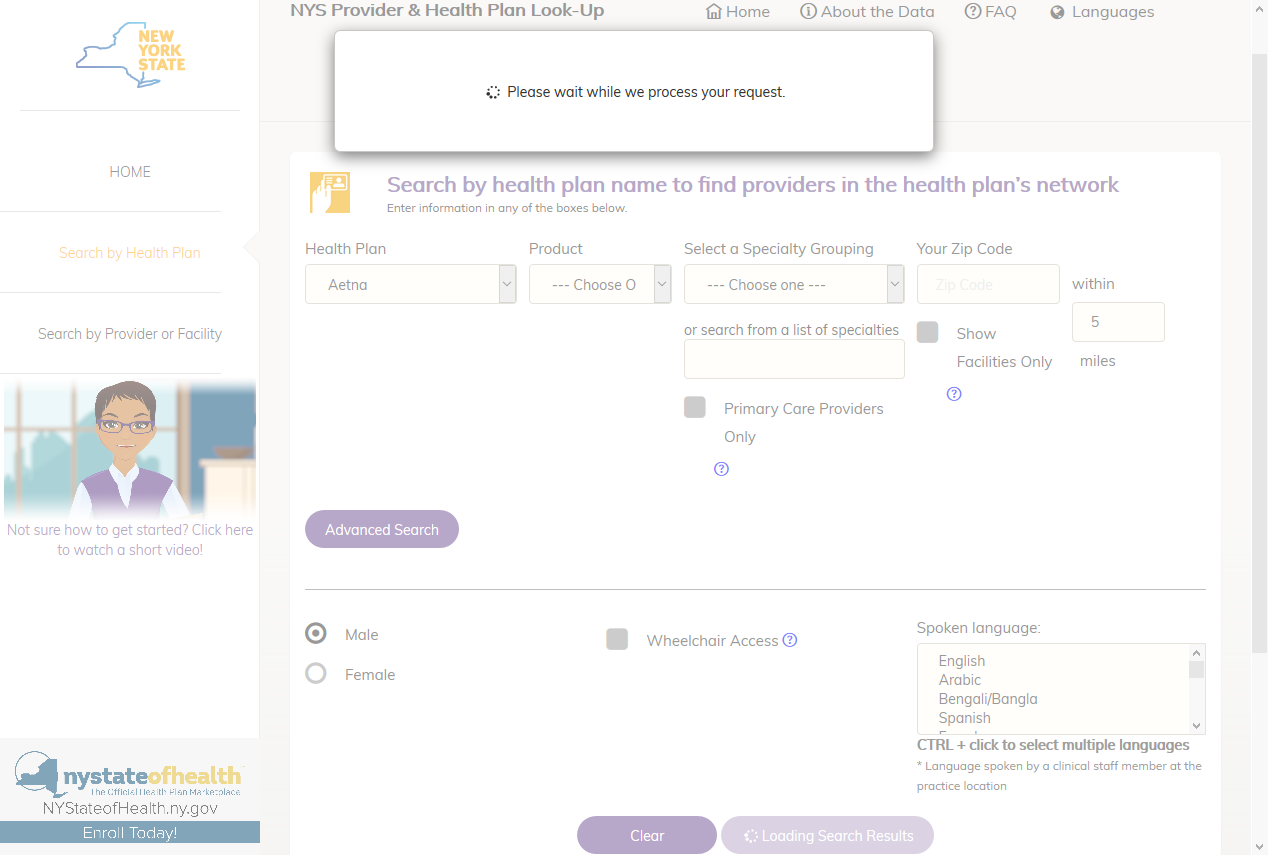 NYS Provider & Health Plan Look-Up
Home
About the Data
FAQ
Languages
NEW
YORK
STATE
Please wait while we process your request.
HOME
Search by Health Plan
Search by Provider or Facility
Not sure how to get started? Click here
to watch a short video!
nystateofhealth
The Official Health Plan Marketplace
NYStateofHealth.ny.gov
Enroll Today!
Search by health plan name to find providers in the health plan's network
Enter information in any of the boxes below.
Health Plan
Aetna
Product
--- Choose O
Select a Specialty Grouping
--- Choose one ---
or search from a list of specialties
Primary Care Providers
Only
Your Zip Code
Zip Code
Show
Facilities Only
within
5
miles
Advanced Search
Male
Female
Wheelchair Access
Spoken language:
English
Arabic
Bengali/Bangla
Spanish
CTRL + click to select multiple languages
* Language spoken by a clinical staff member at the
practice location
Clear
Loading Search Results